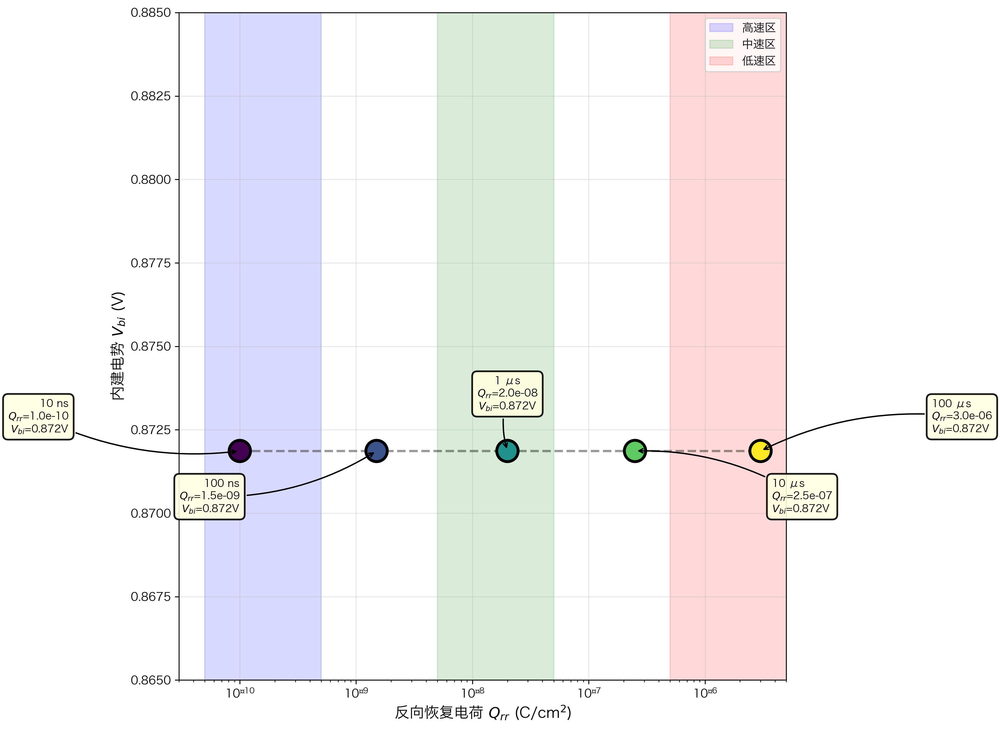 0.8850
0.8825
0.8800
0.8775
0.8750
0.8725
0.8700
0.8675
0.8650
内建电势 Vbi (V)
高速区
中速区
低速区
10 ns
Qrr=1.0e-10
Vbi=0.872V
100 ns
Qrr=1.5e-09
Vbi=0.872V
1 μs
Qrr=2.0e-08
Vbi=0.872V
10 μs
Qrr=2.5e-07
Vbi=0.872V
100 μs
Qrr=3.0e-06
Vbi=0.872V
10¤10 10¤9 10¤8 10¤7 10¤6
反向恢复电荷 Qrr (C/cm²)